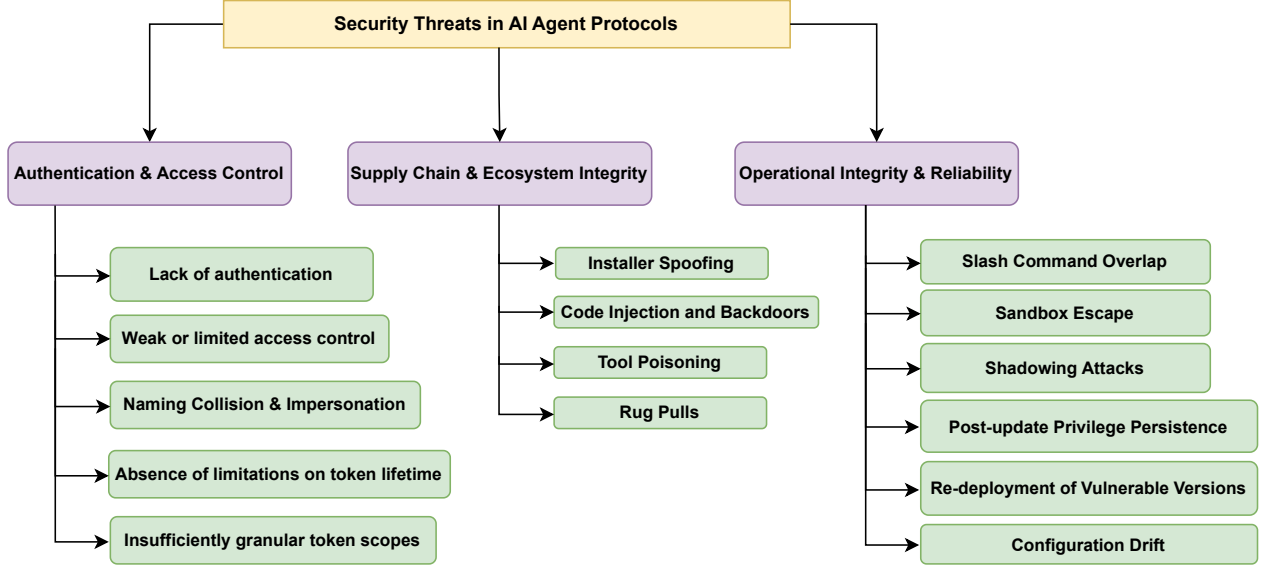 Security Threats in AI Agent Protocols
Authentication & Access Control
Lack of authentication
Weak or limited access control
Naming Collision & Impersonation
Absence of limitations on token lifetime
Insufficiently granular token scopes
Supply Chain & Ecosystem Integrity
Installer Spoofing
Code Injection and Backdoors
Tool Poisoning
Rug Pulls
Operational Integrity & Reliability
Slash Command Overlap
Sandbox Escape
Shadowing Attacks
Post-update Privilege Persistence
Re-deployment of Vulnerable Versions
Configuration Drift